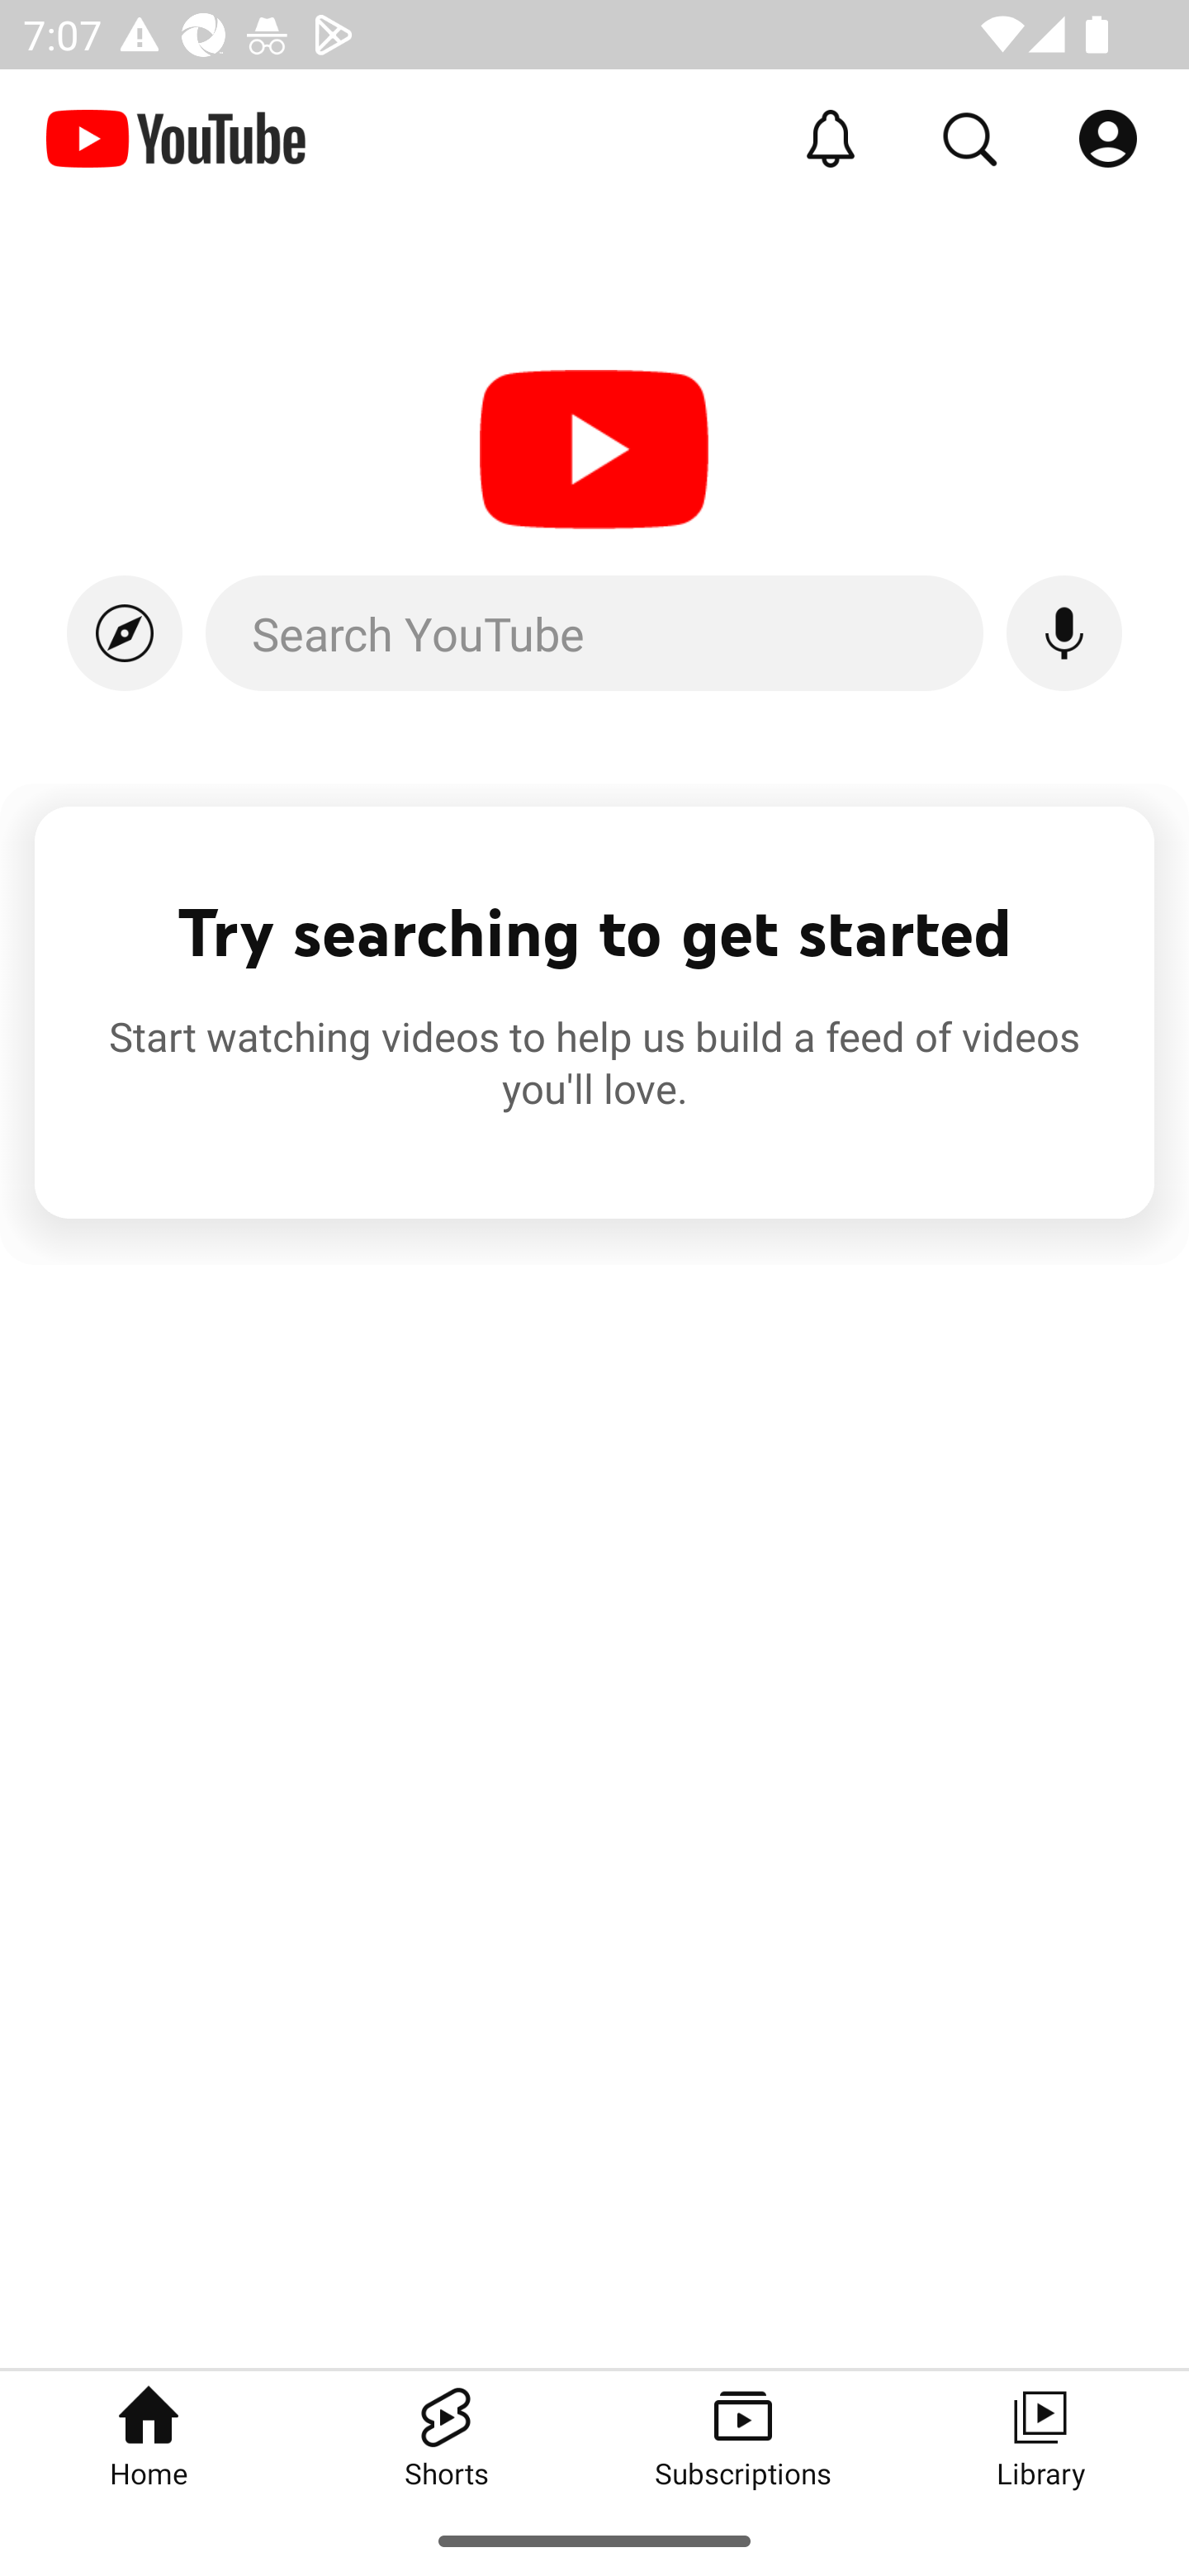 7:07
YouTube
Search YouTube
Try searching to get started
Start watching videos to help us build a feed of videos
you'll love.
Home
Shorts
Subscriptions
Library